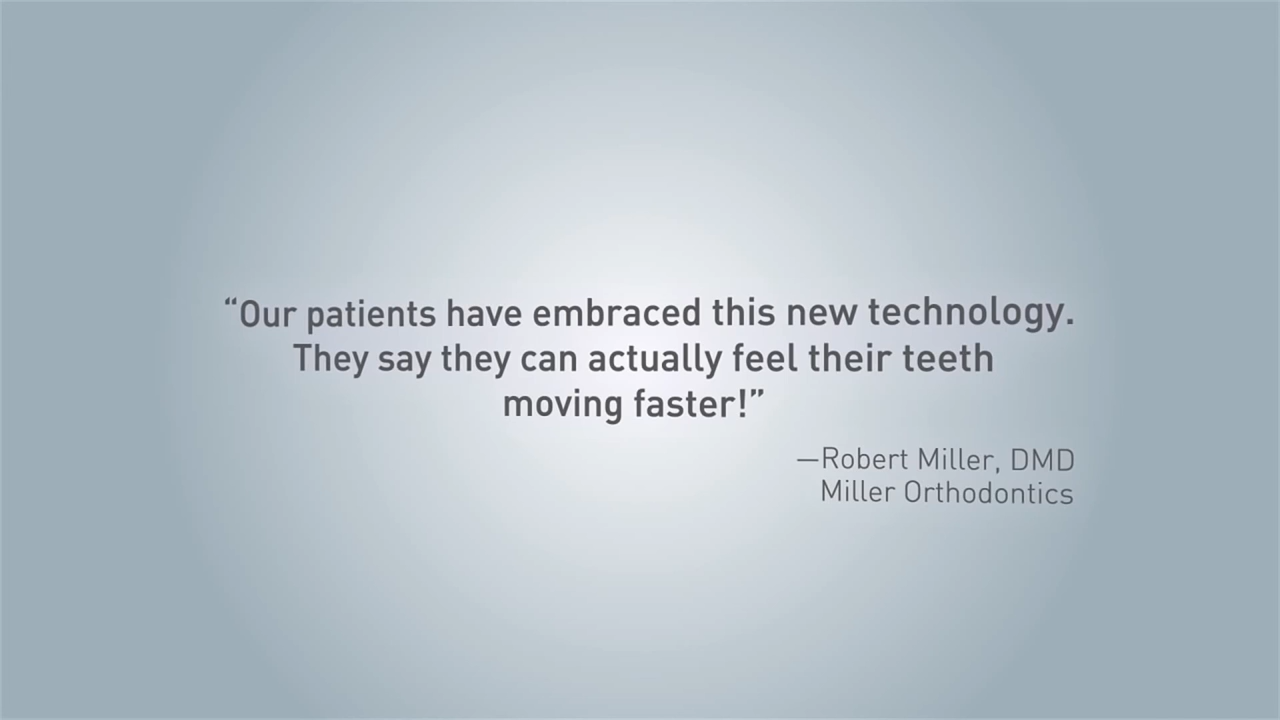 “Our patients have embraced this new technology.
They say they can actually feel their teeth
moving faster!”
—Robert Miller, DMD
Miller Orthodontics